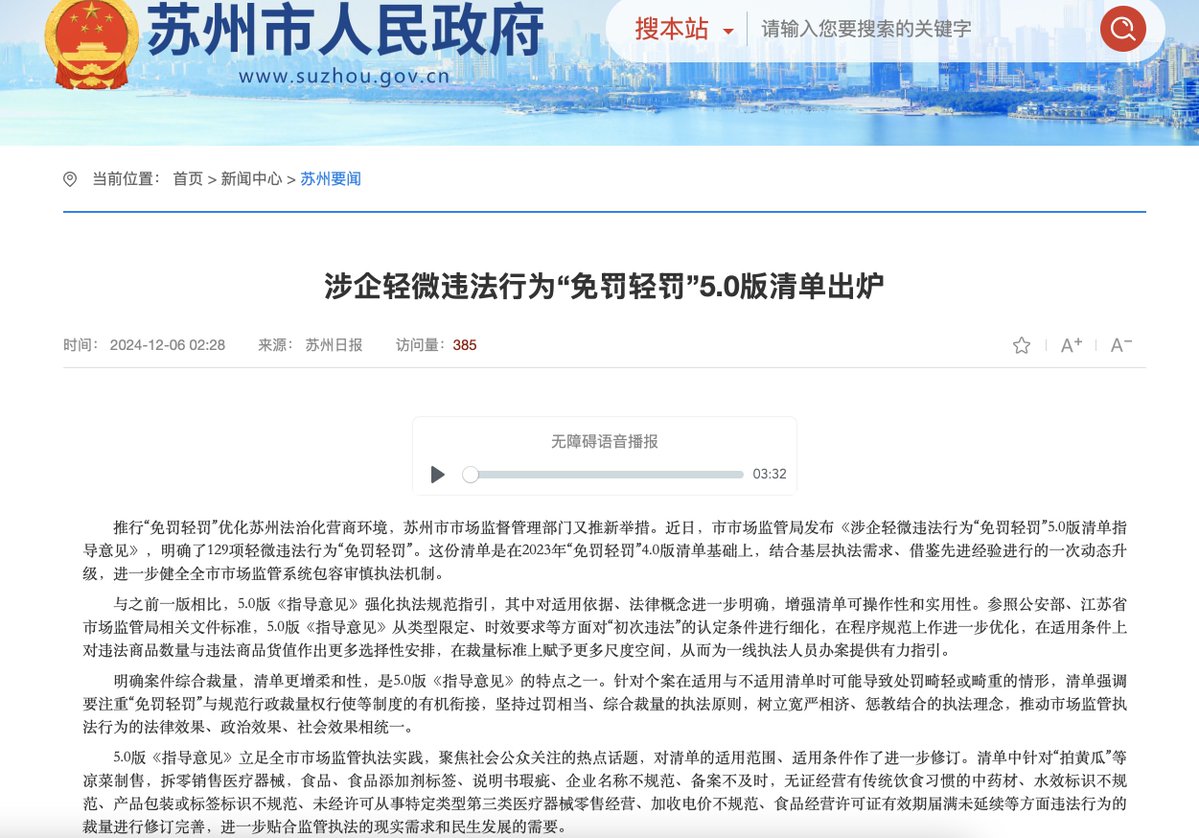 苏州市人民政府
www.suzhou.gov.cn
搜本站
请输入您要搜索的关键字
当前位置： 首页 > 新闻中心 > 苏州要闻
涉企轻微违法行为“免罚轻罚”5.0版清单出炉
时间： 2024-12-06 02:28 来源： 苏州日报 访问量： 385
A+ A−
无障碍语音播报
03:32
推行“免罚轻罚”优化苏州法治化营商环境，苏州市市场监督管理部门又推新举措。近日，市市场监管局发布《涉企轻微违法行为“免罚轻罚”5.0版清单指
导意见》，明确了129项轻微违法行为“免罚轻罚”。这份清单是在2023年“免罚轻罚”4.0版清单基础上，结合基层执法需求、借鉴先进经验进行的一次动态升
级，进一步健全全市市场监管系统包容审慎执法机制。
与之前一版相比，5.0版《指导意见》强化执法规范指引，其中对适用依据、法律概念进一步明确，增强清单可操作性和实用性。参照公安部、江苏省
市场监管局相关文件标准，5.0版《指导意见》从类型限定、时效要求等方面对“初次违法”的认定条件进行细化，在程序规范上作进一步优化，在适用条件上
对违法商品数量与违法商品货值作出更多选择性安排，在裁量标准上赋予更多尺度空间，从而为一线执法人员办案提供有力指引。
明确案件综合裁量，清单更增柔和性，是5.0版《指导意见》的特点之一。针对个案在适用与不适用清单时可能导致处罚畸轻或畸重的情形，清单强调
要注重“免罚轻罚”与规范行政裁量权行使等制度的有机衔接，坚持过罚相当、综合裁量的执法原则，树立宽严相济、惩教结合的执法理念，推动市场监管执
法行为的法律效果、政治效果、社会效果相统一。
5.0版《指导意见》立足全市市场监管执法实践，聚焦社会公众关注的热点话题，对清单的适用范围、适用条件作了进一步修订。清单中针对“拍黄瓜”等
凉菜制售，拆零销售医疗器械，食品、食品添加剂标签、说明书瑕疵、企业名称不规范、备案不及时，无证经营有传统饮食习惯的中药材、水效标识不规
范、产品包装或标签标识不规范、未经许可从事特定类型第三类医疗器械零售经营、加收电价不规范、食品经营许可证有效期届满未延续等方面违法行为的
裁量进行修订完善，进一步贴合监管执法的现实需求和民生发展的需要。